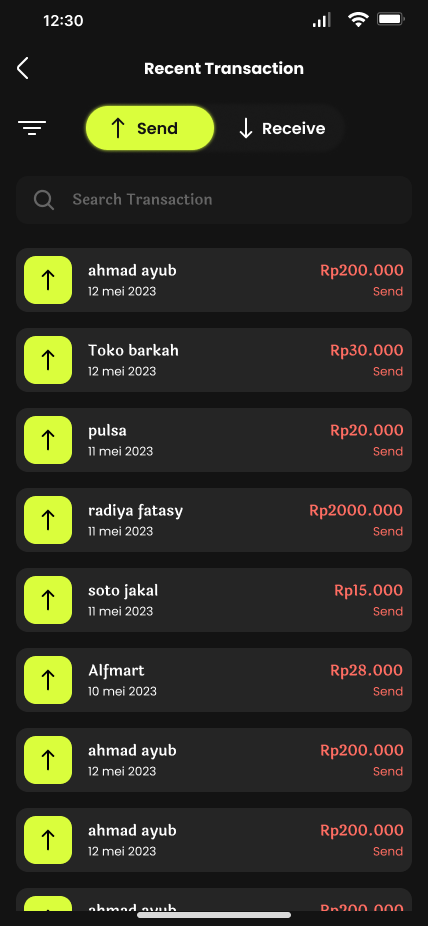 12:30
Recent Transaction
Send
Receive
Search Transaction
ahmad ayub
Rp200.000
12 mei 2023
Send
Toko barkah
Rp30.000
12 mei 2023
Send
pulsa
Rp20.000
11 mei 2023
Send
radiya fatasy
Rp2000.000
11 mei 2023
Send
soto jakal
Rp15.000
11 mei 2023
Send
Alfmart
Rp28.000
10 mei 2023
Send
ahmad ayub
Rp200.000
12 mei 2023
Send
ahmad ayub
Rp200.000
12 mei 2023
Send
ahmad ayub
Rp200.000